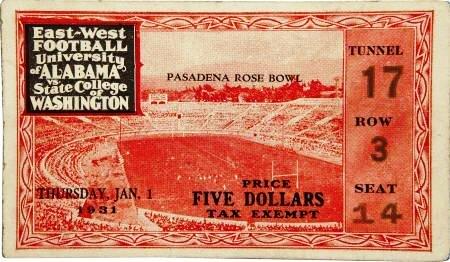 East-West
FOOTBALL
University
of ALABAMA
vs.
State College
of
WASHINGTON
PASADENA ROSE BOWL
THURSDAY, JAN. 1
1931
PRICE
FIVE DOLLARS
TAX EXEMPT
TUNNEL
17
ROW
3
SEAT
14